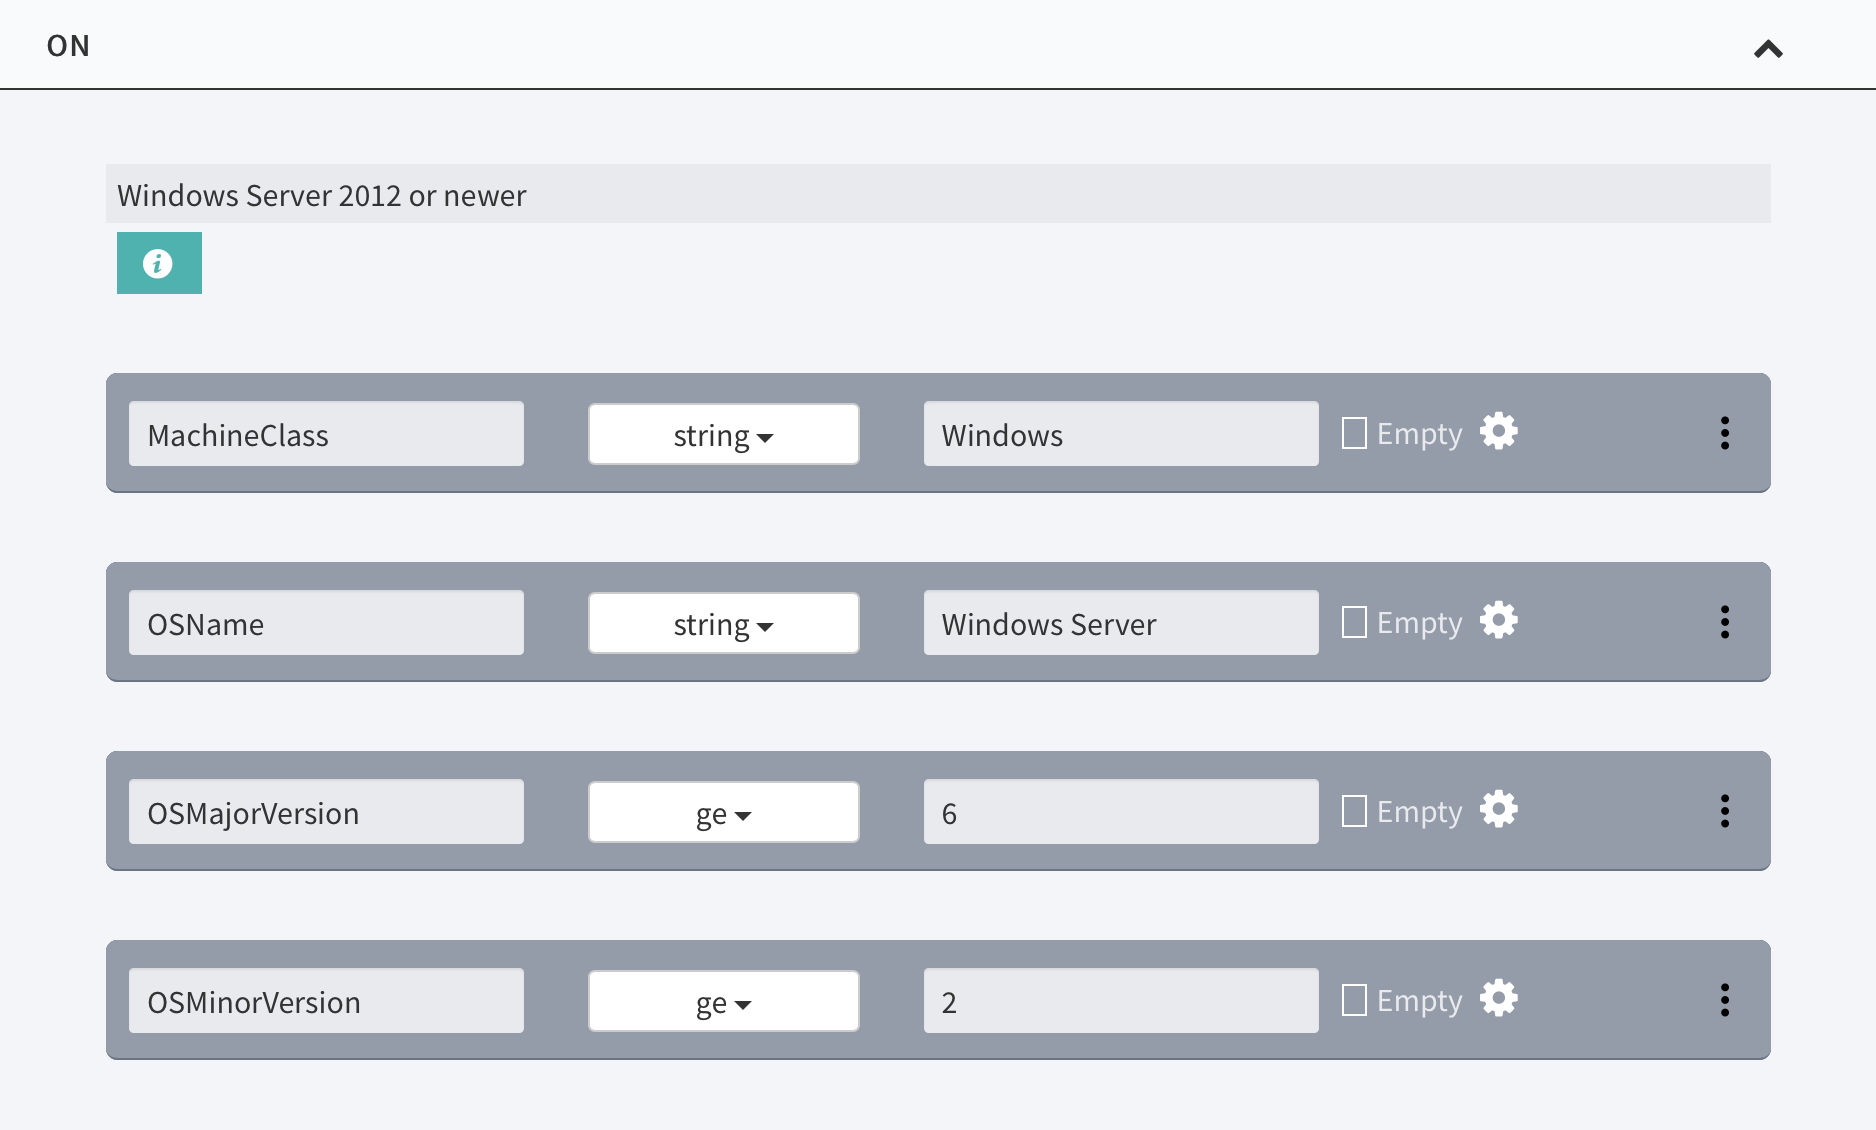 ON
Windows Server 2012 or newer
MachineClass string Windows Empty
OSName string Windows Server Empty
OSMajorVersion ge 6 Empty
OSMinorVersion ge 2 Empty